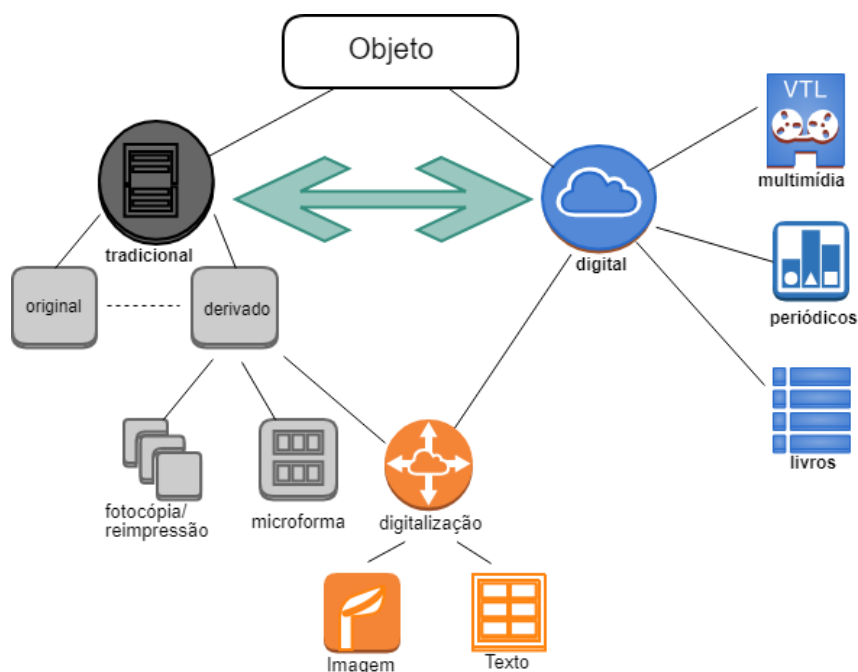 Objeto
VTL
multimídia
tradicional
digital
original
derivado
periódicos
livros
fotocópia/
reimpressão
microforma
digitalização
Imagem
Texto